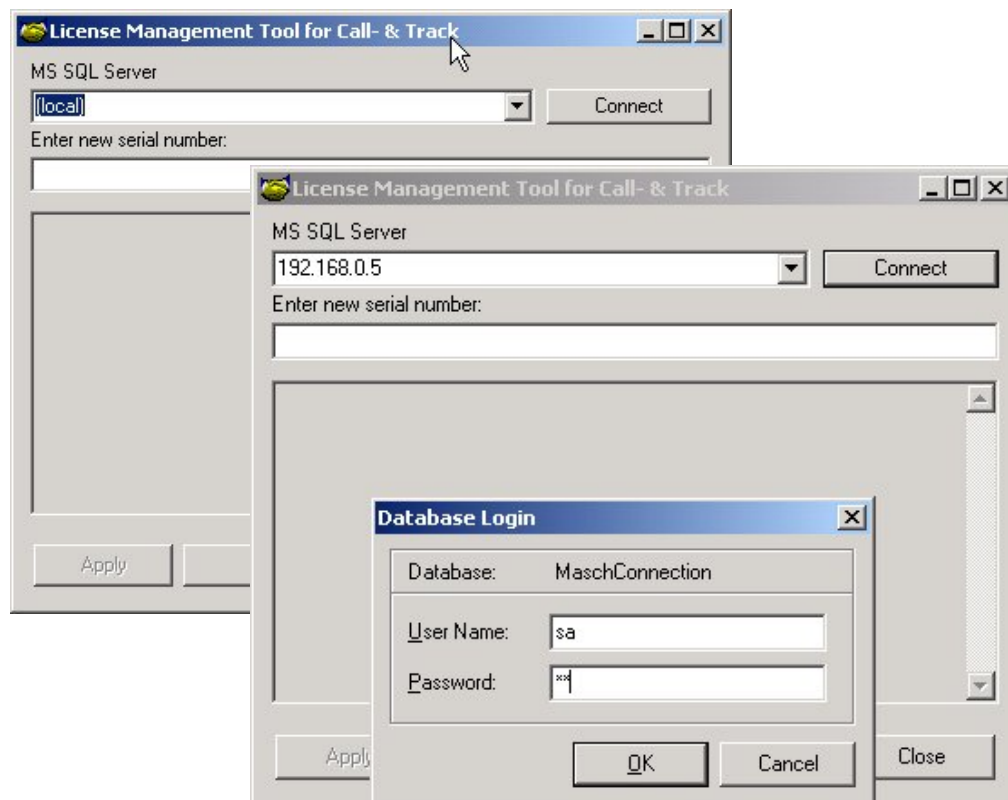 License Management Tool for Call- & Track
MS SQL Server
(local)
Connect
Enter new serial number:
Apply
License Management Tool for Call- & Track
MS SQL Server
192.168.0.5
Connect
Enter new serial number:
Database Login
Database: MaschConnection
User Name: sa
Password: **
OK
Cancel
Apply
Close